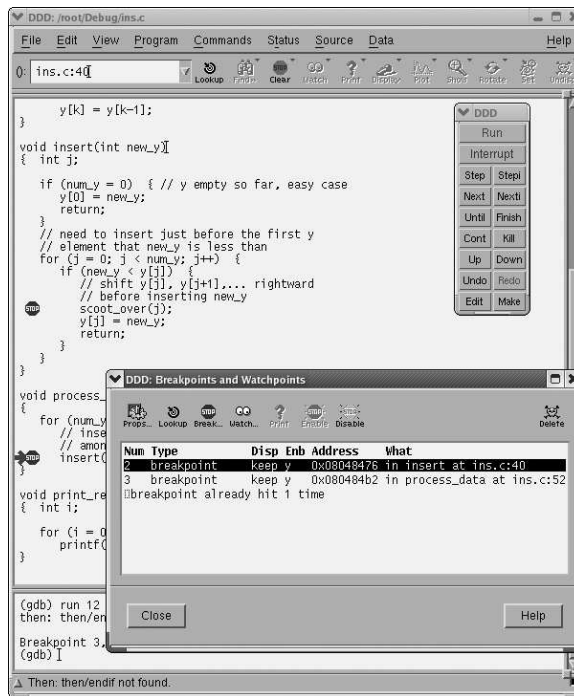 DDD: /root/Debug/ins.c
File Edit View Program Commands Status Source Data Help
(): ins.c:40
Lookup Find» Clear Watch Print Display Plot Show Rotate Set Undisp
y[k] = y[k-1];
}
void insert(int new_y)
{ int j;
if (num_y = 0) { // y empty so far, easy case
y[0] = new_y;
return;
}
// need to insert just before the first y
// element that new_y is less than
for (j = 0; j < num_y; j++) {
if (new_y < y[j]) {
// shift y[j], y[j+1],... rightward
// before inserting new_y
STOP scoot_over(j);
y[j] = new_y;
return;
}
}
}
void process_
{
for (num_y
// inse
// amon
STOP insert(
}
void print_re
{ int i;
for (i = 0
printf(
}
DDD
Run
Interrupt
Step Stepi
Next Nexti
Until Finish
Cont Kill
Up Down
Undo Redo
Edit Make
DDD: Breakpoints and Watchpoints
Props... Lookup Break... Watch... Print Enable Disable Delete
Num Type Disp Enb Address What
2 breakpoint keep y 0x08048476 in insert at ins.c:40
3 breakpoint keep y 0x080484b2 in process_data at ins.c:52
breakpoint already hit 1 time
Close Help
(gdb) run 12
then: then/en
Breakpoint 3,
(gdb)
Then: then/endif not found.